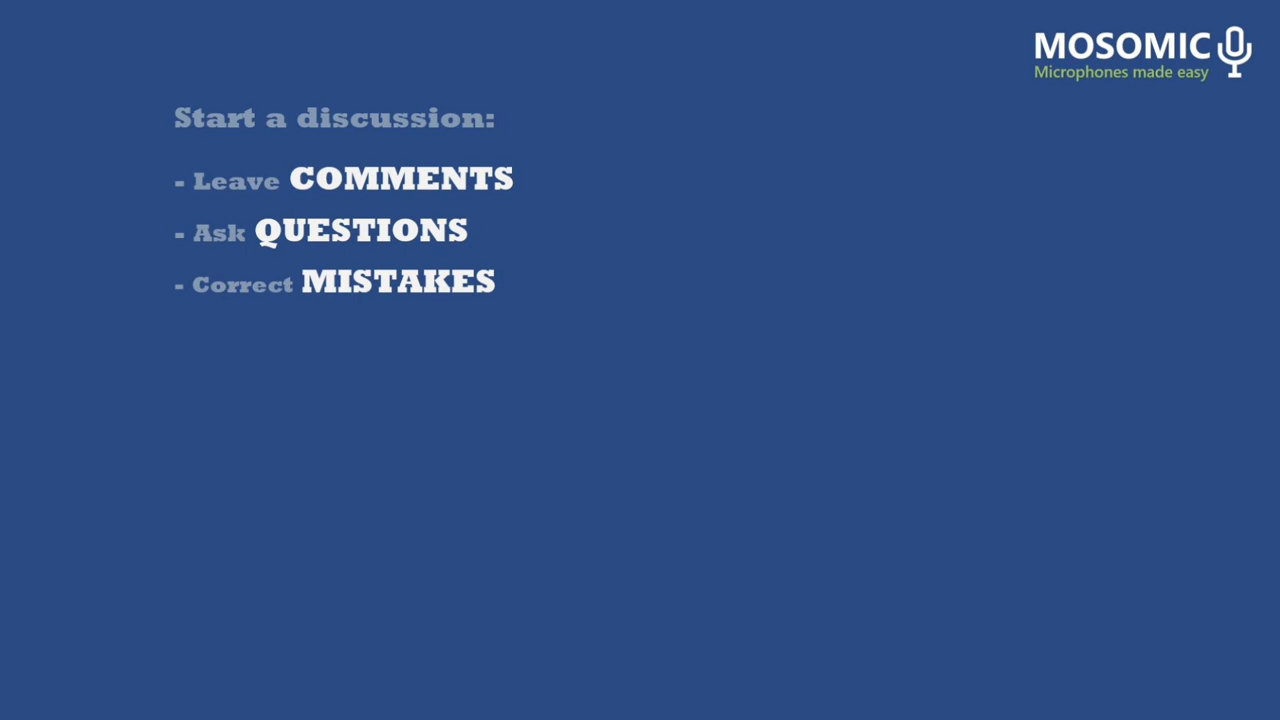 MOSOMIC
Microphones made easy
Start a discussion:
- Leave COMMENTS
- Ask QUESTIONS
- Correct MISTAKES